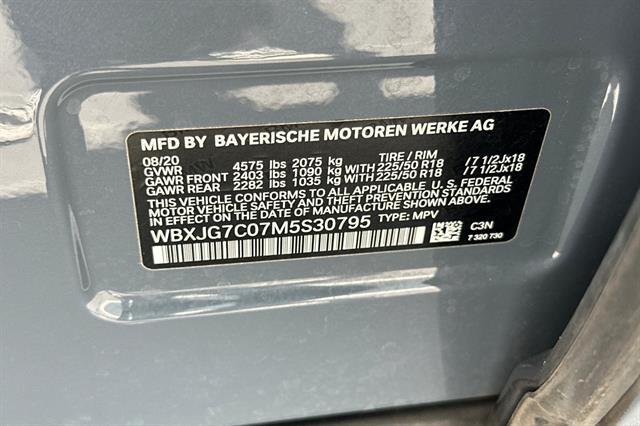 MFD BY BAYERISCHE MOTOREN WERKE AG
08/20 TIRE / RIM
GVWR 4575 lbs 2075 kg
GAWR FRONT 2403 lbs 1090 kg WITH 225/50 R18 /7 1/2Jx18
GAWR REAR 2282 lbs 1035 kg WITH 225/50 R18 /7 1/2Jx18
THIS VEHICLE CONFORMS TO ALL APPLICABLE U.S. FEDERAL
MOTOR VEHICLE SAFETY, BUMPER, AND THEFT PREVENTION STANDARDS
IN EFFECT ON THE DATE OF MANUFACTURE SHOWN ABOVE.
WBXJG7C07M5S30795 TYPE: MPV
C3N
7 320 730